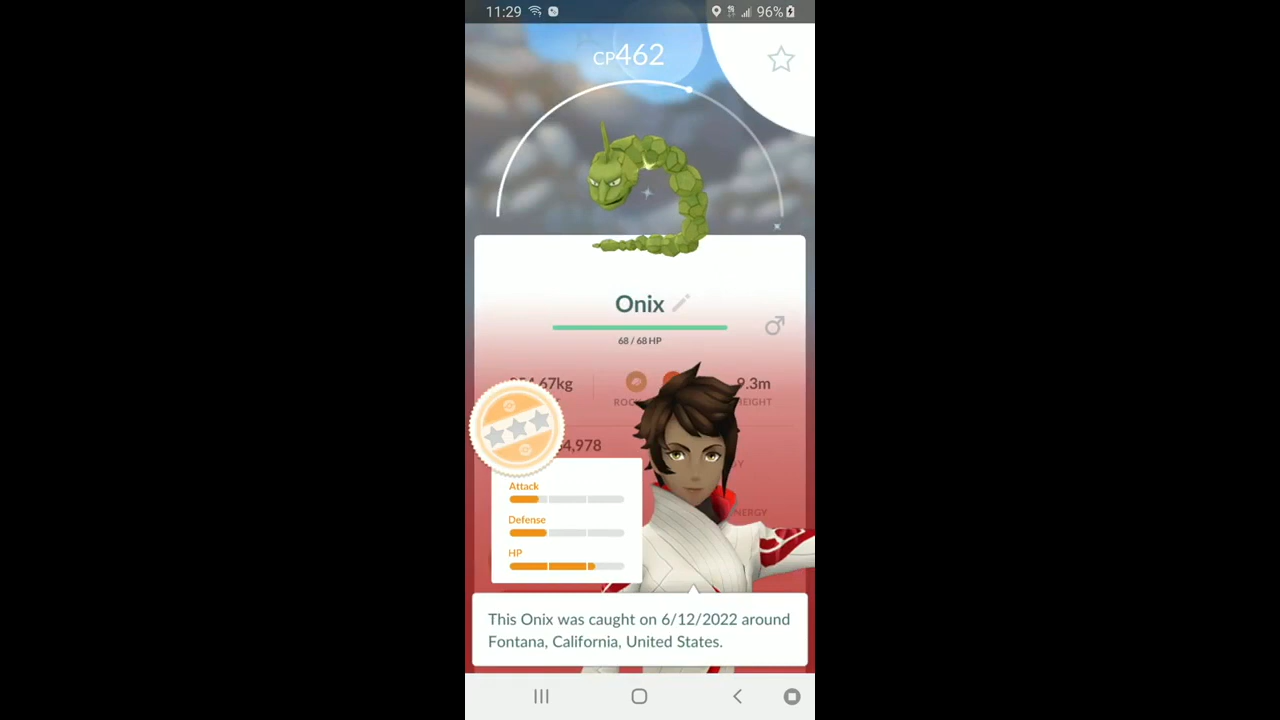 11:29
96%
CP462
Onix
68 / 68 HP
9.3m
Attack
Defense
HP
This Onix was caught on 6/12/2022 around
Fontana, California, United States.